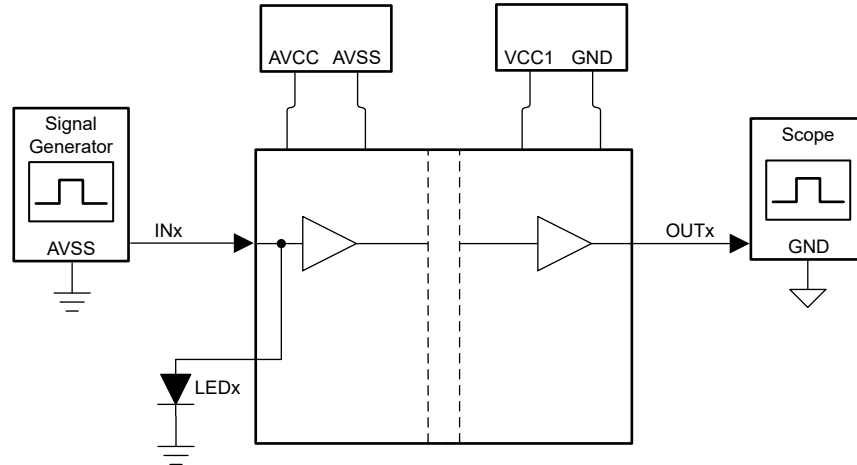 AVCC AVSS
VCC1 GND
Signal
Generator
AVSS
INx
LEDx
OUTx
Scope
GND